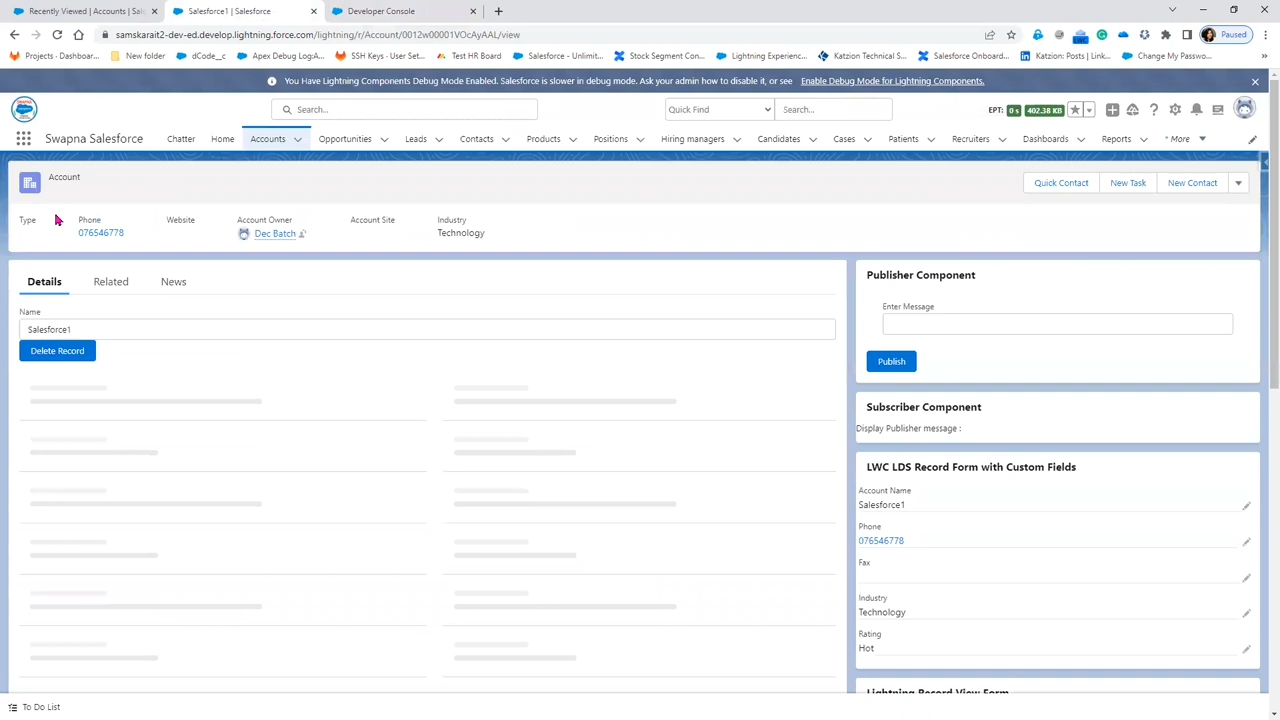 Recently Viewed | Accounts | Sal
Salesforce1 | Salesforce
Developer Console
samskarait2-dev-ed.develop.lightning.force.com/lightning/r/Account/0012w00001VOcAyAAL/view
Paused
Projects · Dashboar...
New folder
dCode__c
Apex Debug Log:A...
SSH Keys · User Set...
Test HR Board
Salesforce - Unlimit...
Stock Segment Con...
Lightning Experienc...
Katzion Technical S...
Salesforce Onboard...
Katzion: Posts | Link...
Change My Passwo...
You Have Lightning Components Debug Mode Enabled. Salesforce is slower in debug mode. Ask your admin how to disable it, or see Enable Debug Mode for Lightning Components.
Search...
Quick Find
Search...
EPT: 0 s 402.38 KB
Swapna Salesforce
Chatter
Home
Accounts
Opportunities
Leads
Contacts
Products
Positions
Hiring managers
Candidates
Cases
Patients
Recruiters
Dashboards
Reports
* More
Account
Quick Contact
New Task
New Contact
Type
Phone
Website
Account Owner
Account Site
Industry
076546778
Dec Batch
Technology
Details
Related
News
Name
Salesforce1
Delete Record
Publisher Component
Enter Message
Publish
Subscriber Component
Display Publisher message :
LWC LDS Record Form with Custom Fields
Account Name
Salesforce1
Phone
076546778
Fax
Industry
Technology
Rating
Hot
Lightning Record View Form
To Do List